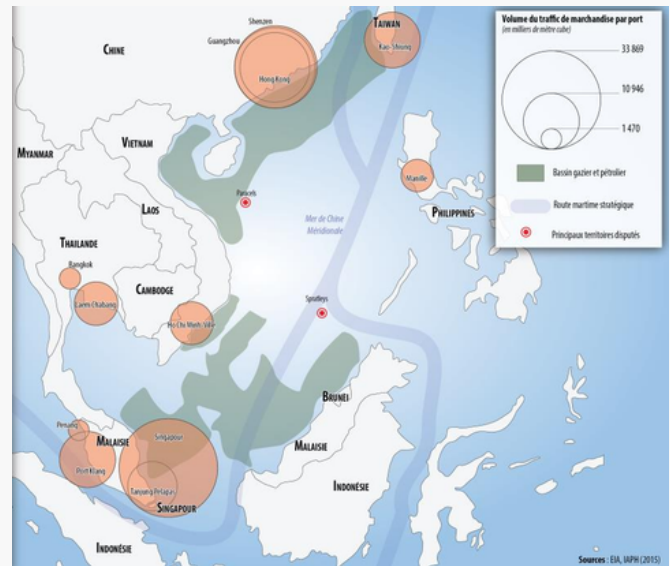 Shenzen
Guangzhou
CHINE
Hong Kong
TAIWAN
Kao-Shiung
Volume du traffic de marchandise par port
(en milliers de mètre cube)
33 869
10 946
1 470
Bassin gazier et pétrolier
Route martime stratégique
Principaux territoires disputés
MYANMAR
VIETNAM
LAOS
Paracels
Manille
PHILIPPINES
Mer de Chine
Méridionale
THAILANDE
Bangkok
Laem Chabang
CAMBODGE
Ho Chi Minh-Ville
Spratleys
BRUNEI
Penang
MALAISIE
Port Klang
Singapour
Tanjung Pelapas
SINGAPOUR
MALAISIE
INDONÉSIE
INDONÉSIE
Sources : EIA, IAPH (2015)